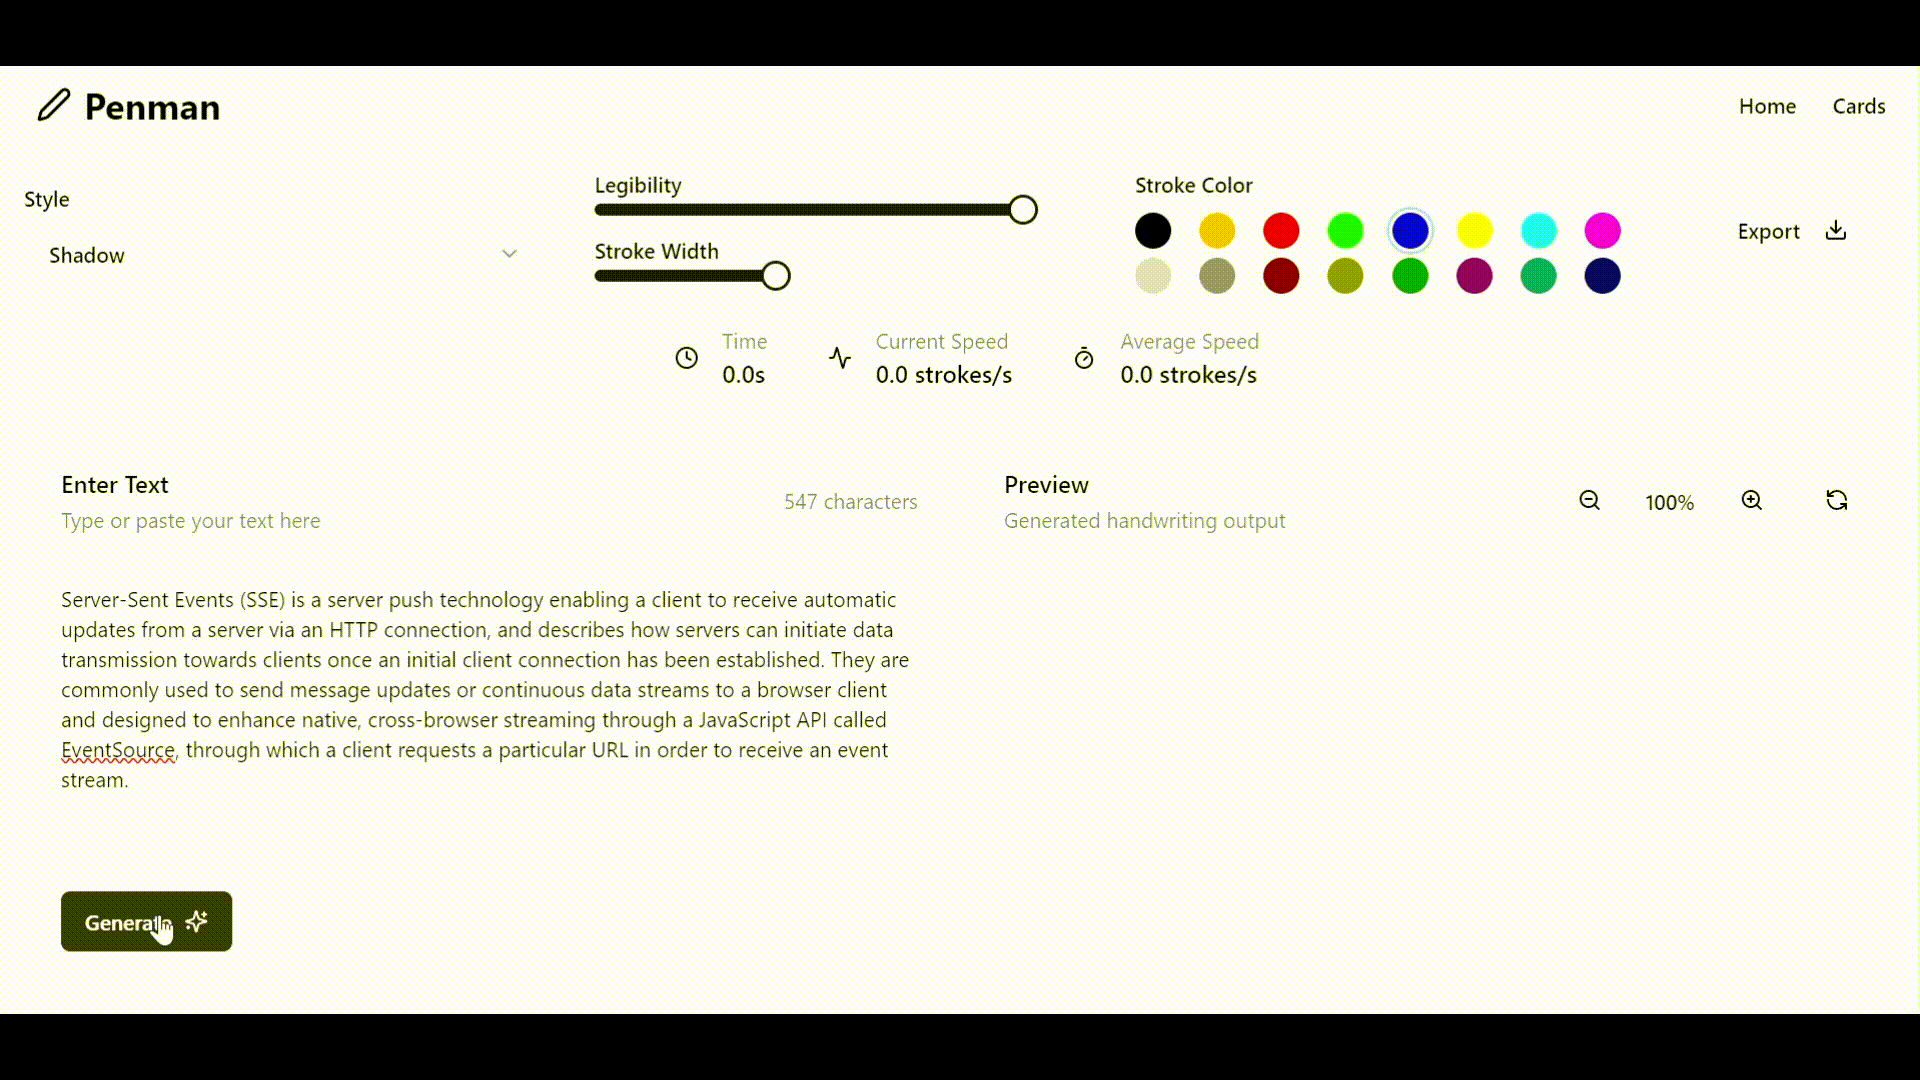 Penman
Home
Cards
Style
Shadow
Legibility
Stroke Width
Stroke Color
Export
Time
0.0s
Current Speed
0.0 strokes/s
Average Speed
0.0 strokes/s
Enter Text
Type or paste your text here
547 characters
Preview
Generated handwriting output
100%
Server-Sent Events (SSE) is a server push technology enabling a client to receive automatic
updates from a server via an HTTP connection, and describes how servers can initiate data
transmission towards clients once an initial client connection has been established. They are
commonly used to send message updates or continuous data streams to a browser client
and designed to enhance native, cross-browser streaming through a JavaScript API called
EventSource, through which a client requests a particular URL in order to receive an event
stream.
Generate